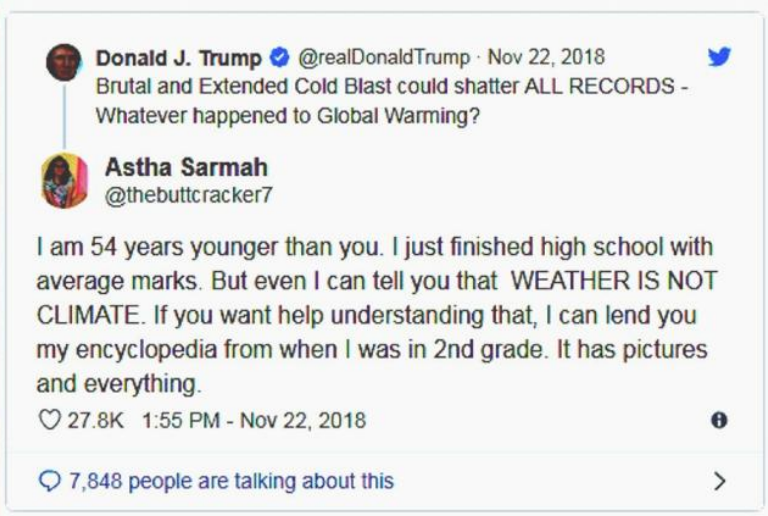 Donald J. Trump @realDonaldTrump · Nov 22, 2018
Brutal and Extended Cold Blast could shatter ALL RECORDS -
Whatever happened to Global Warming?
Astha Sarmah
@thebuttcracker7
I am 54 years younger than you. I just finished high school with
average marks. But even I can tell you that WEATHER IS NOT
CLIMATE. If you want help understanding that, I can lend you
my encyclopedia from when I was in 2nd grade. It has pictures
and everything.
27.8K 1:55 PM - Nov 22, 2018
7,848 people are talking about this